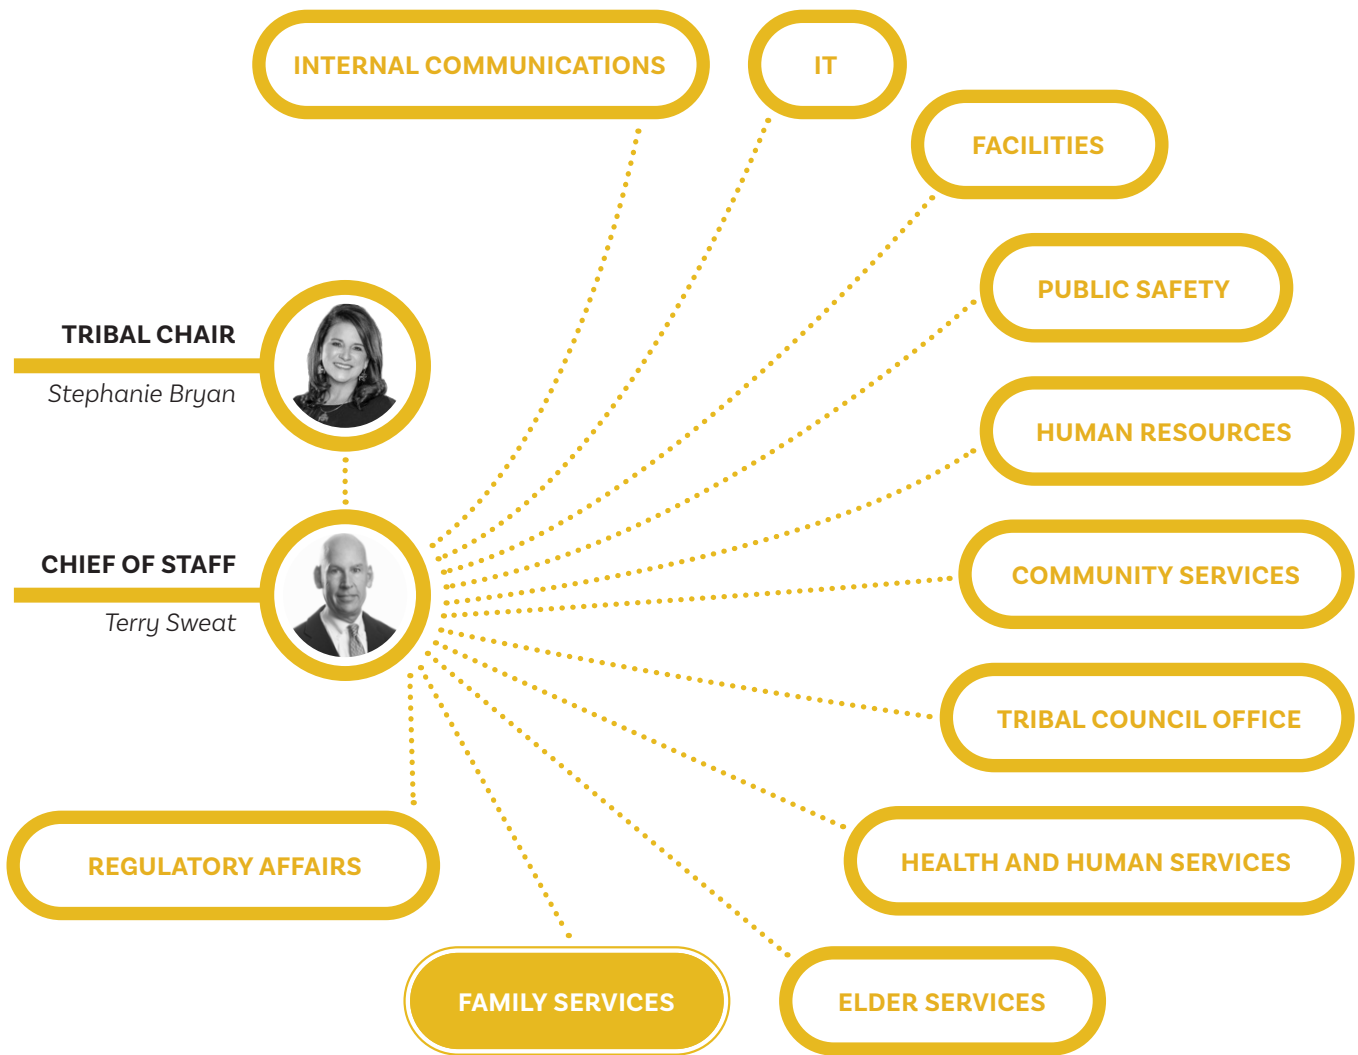 INTERNAL COMMUNICATIONS
IT
FACILITIES
PUBLIC SAFETY
TRIBAL CHAIR
Stephanie Bryan
HUMAN RESOURCES
CHIEF OF STAFF
Terry Sweat
COMMUNITY SERVICES
TRIBAL COUNCIL OFFICE
HEALTH AND HUMAN SERVICES
REGULATORY AFFAIRS
FAMILY SERVICES
ELDER SERVICES